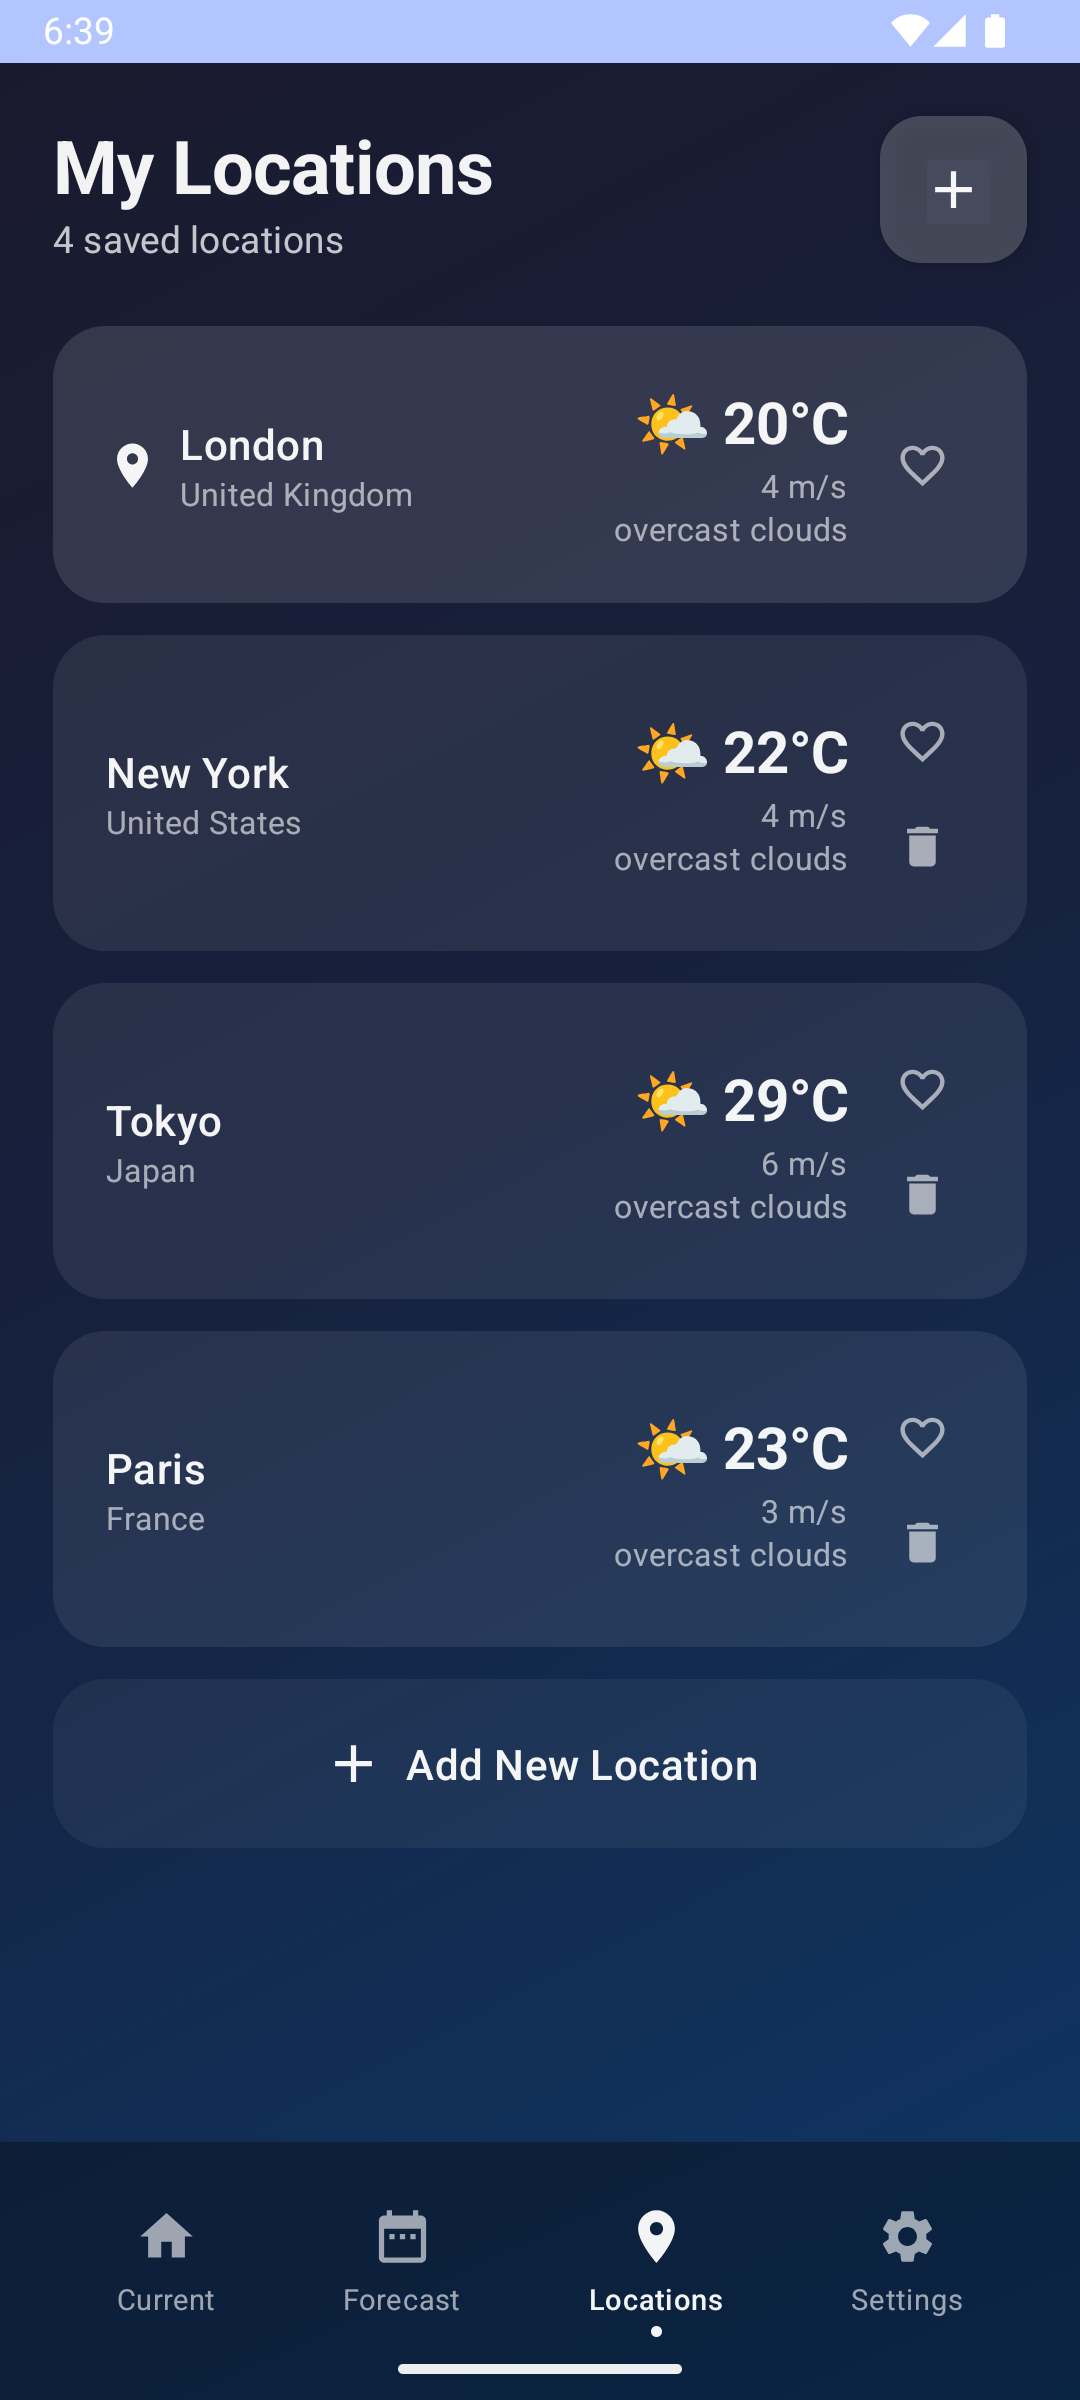 6:39
My Locations
4 saved locations
London
United Kingdom
20°C
4 m/s
overcast clouds
New York
United States
22°C
4 m/s
overcast clouds
Tokyo
Japan
29°C
6 m/s
overcast clouds
Paris
France
23°C
3 m/s
overcast clouds
Add New Location
Current
Forecast
Locations
Settings